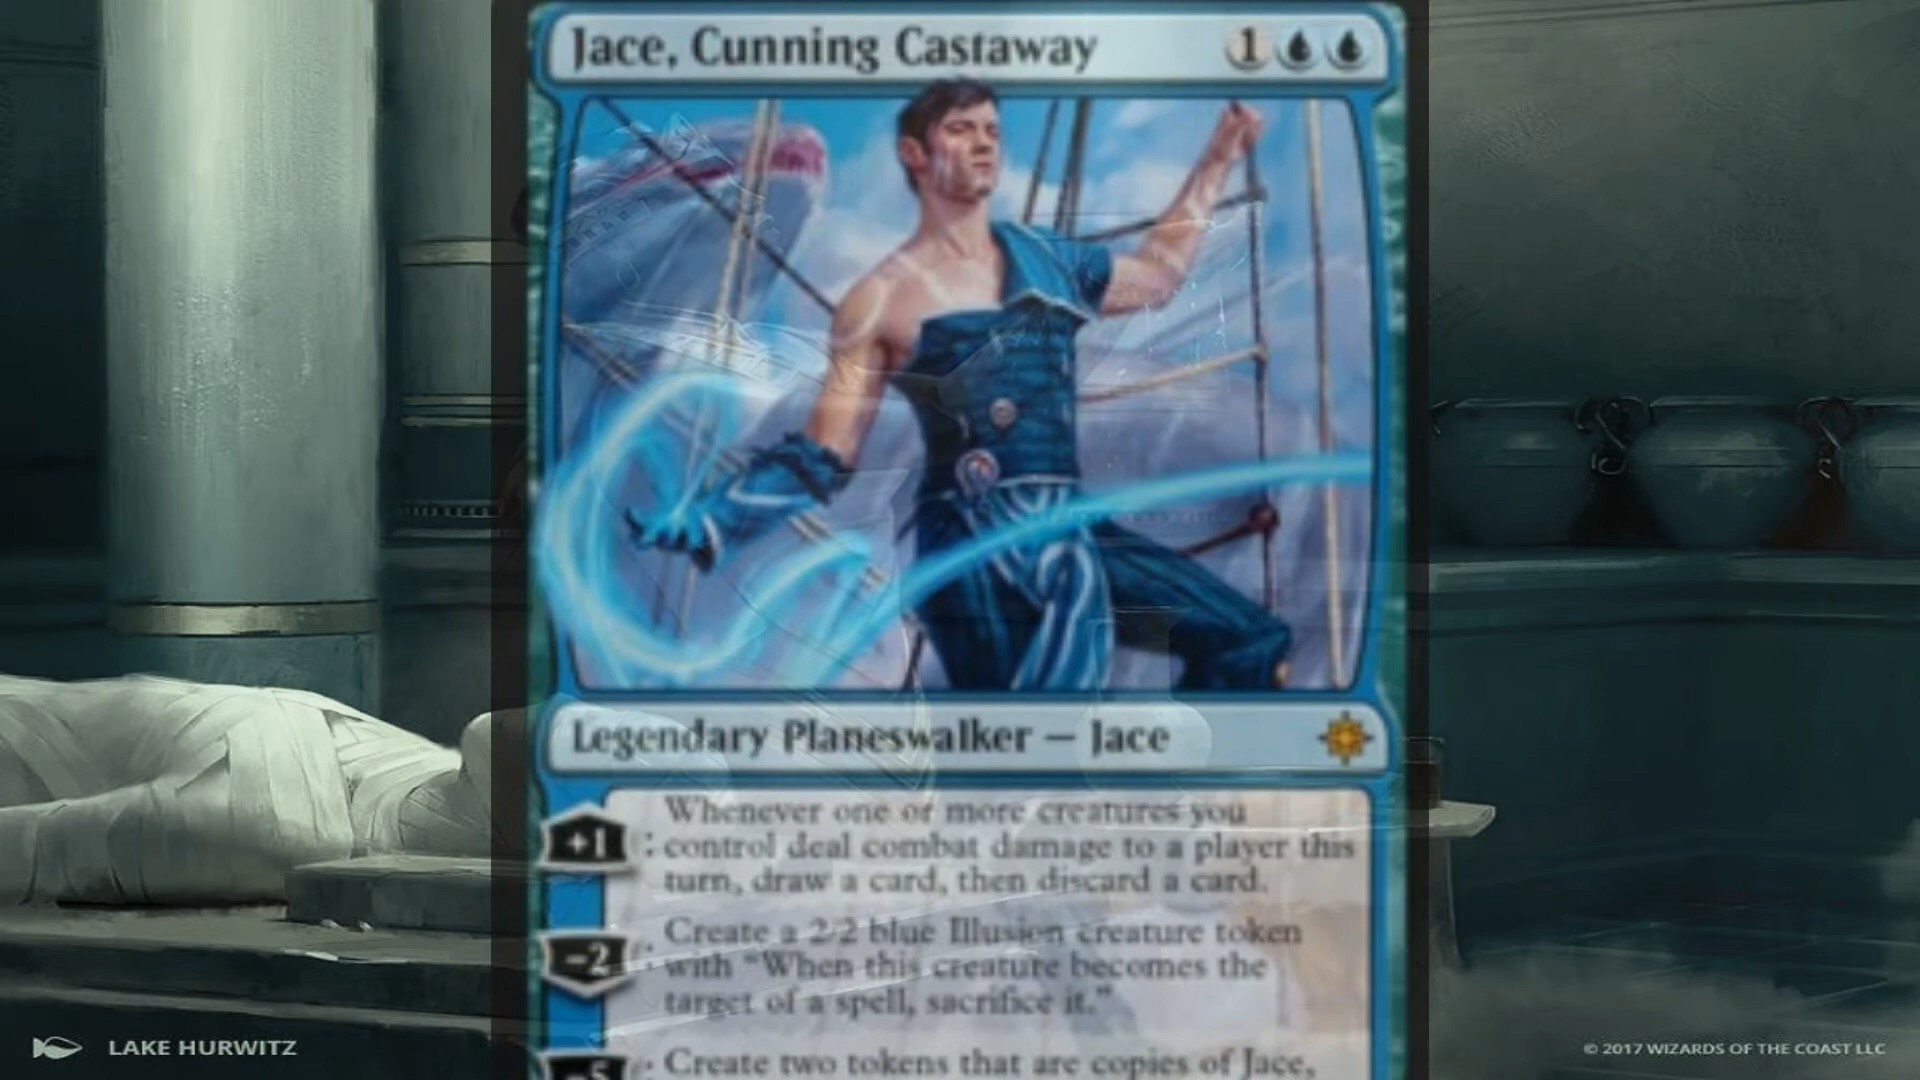 Jace, Cunning Castaway 1
Legendary Planeswalker — Jace
+1 : Whenever one or more creatures you
control deal combat damage to a player this
turn, draw a card, then discard a card.
-2 : Create a 2/2 blue Illusion creature token
with "When this creature becomes the
target of a spell, sacrifice it."
-5 : Create two tokens that are copies of Jace,
LAKE HURWITZ
© 2017 WIZARDS OF THE COAST LLC